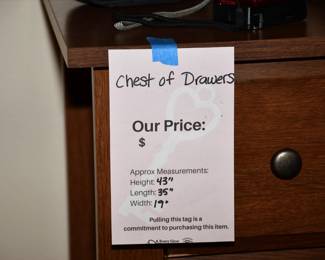 Chest of Drawers
Our Price:
$
Approx Measurements:
Height: 43"
Length: 35"
Width: 19"
Pulling this tag is a
commitment to purchasing this item.